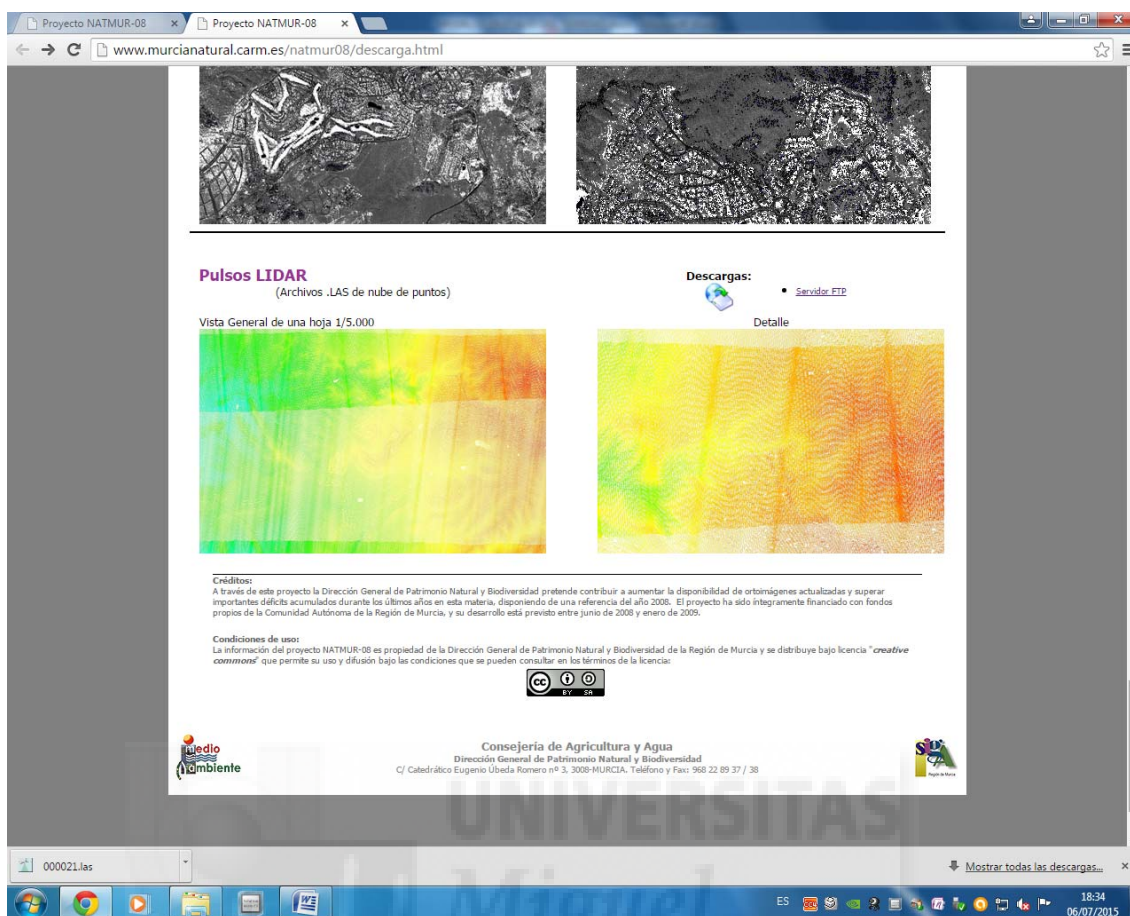 Proyecto NATMUR-08
Proyecto NATMUR-08
www.murcianatural.carm.es/natmur08/descarga.html
Pulsos LIDAR
(Archivos .LAS de nube de puntos)
Descargas:
Servidor FTP
Vista General de una hoja 1/5.000
Detalle
Créditos:
A través de este proyecto la Dirección General de Patrimonio Natural y Biodiversidad pretende contribuir a aumentar la disponibilidad de ortoimágenes actualizadas y superar
importantes déficits acumulados durante los últimos años en esta materia, disponiendo de una referencia del año 2008. El proyecto ha sido íntegramente financiado con fondos
propios de la Comunidad Autónoma de la Región de Murcia, y su desarrollo está previsto entre junio de 2008 y enero de 2009.
Condiciones de uso:
La información del proyecto NATMUR-08 es propiedad de la Dirección General de Patrimonio Natural y Biodiversidad de la Región de Murcia y se distribuye bajo licencia "creative
commons" que permite su uso y difusión bajo las condiciones que se pueden consultar en los términos de la licencia:
cc
BY SA
Medio
Ambiente
Consejería de Agricultura y Agua
Dirección General de Patrimonio Natural y Biodiversidad
C/ Catedrático Eugenio Úbeda Romero nº 3, 3008-MURCIA. Teléfono y Fax: 968 22 89 37 / 38
Región de Murcia
UNIVERSITAS
Miguel
000021.las
Mostrar todas las descargas...
ES
18:34
06/07/2015